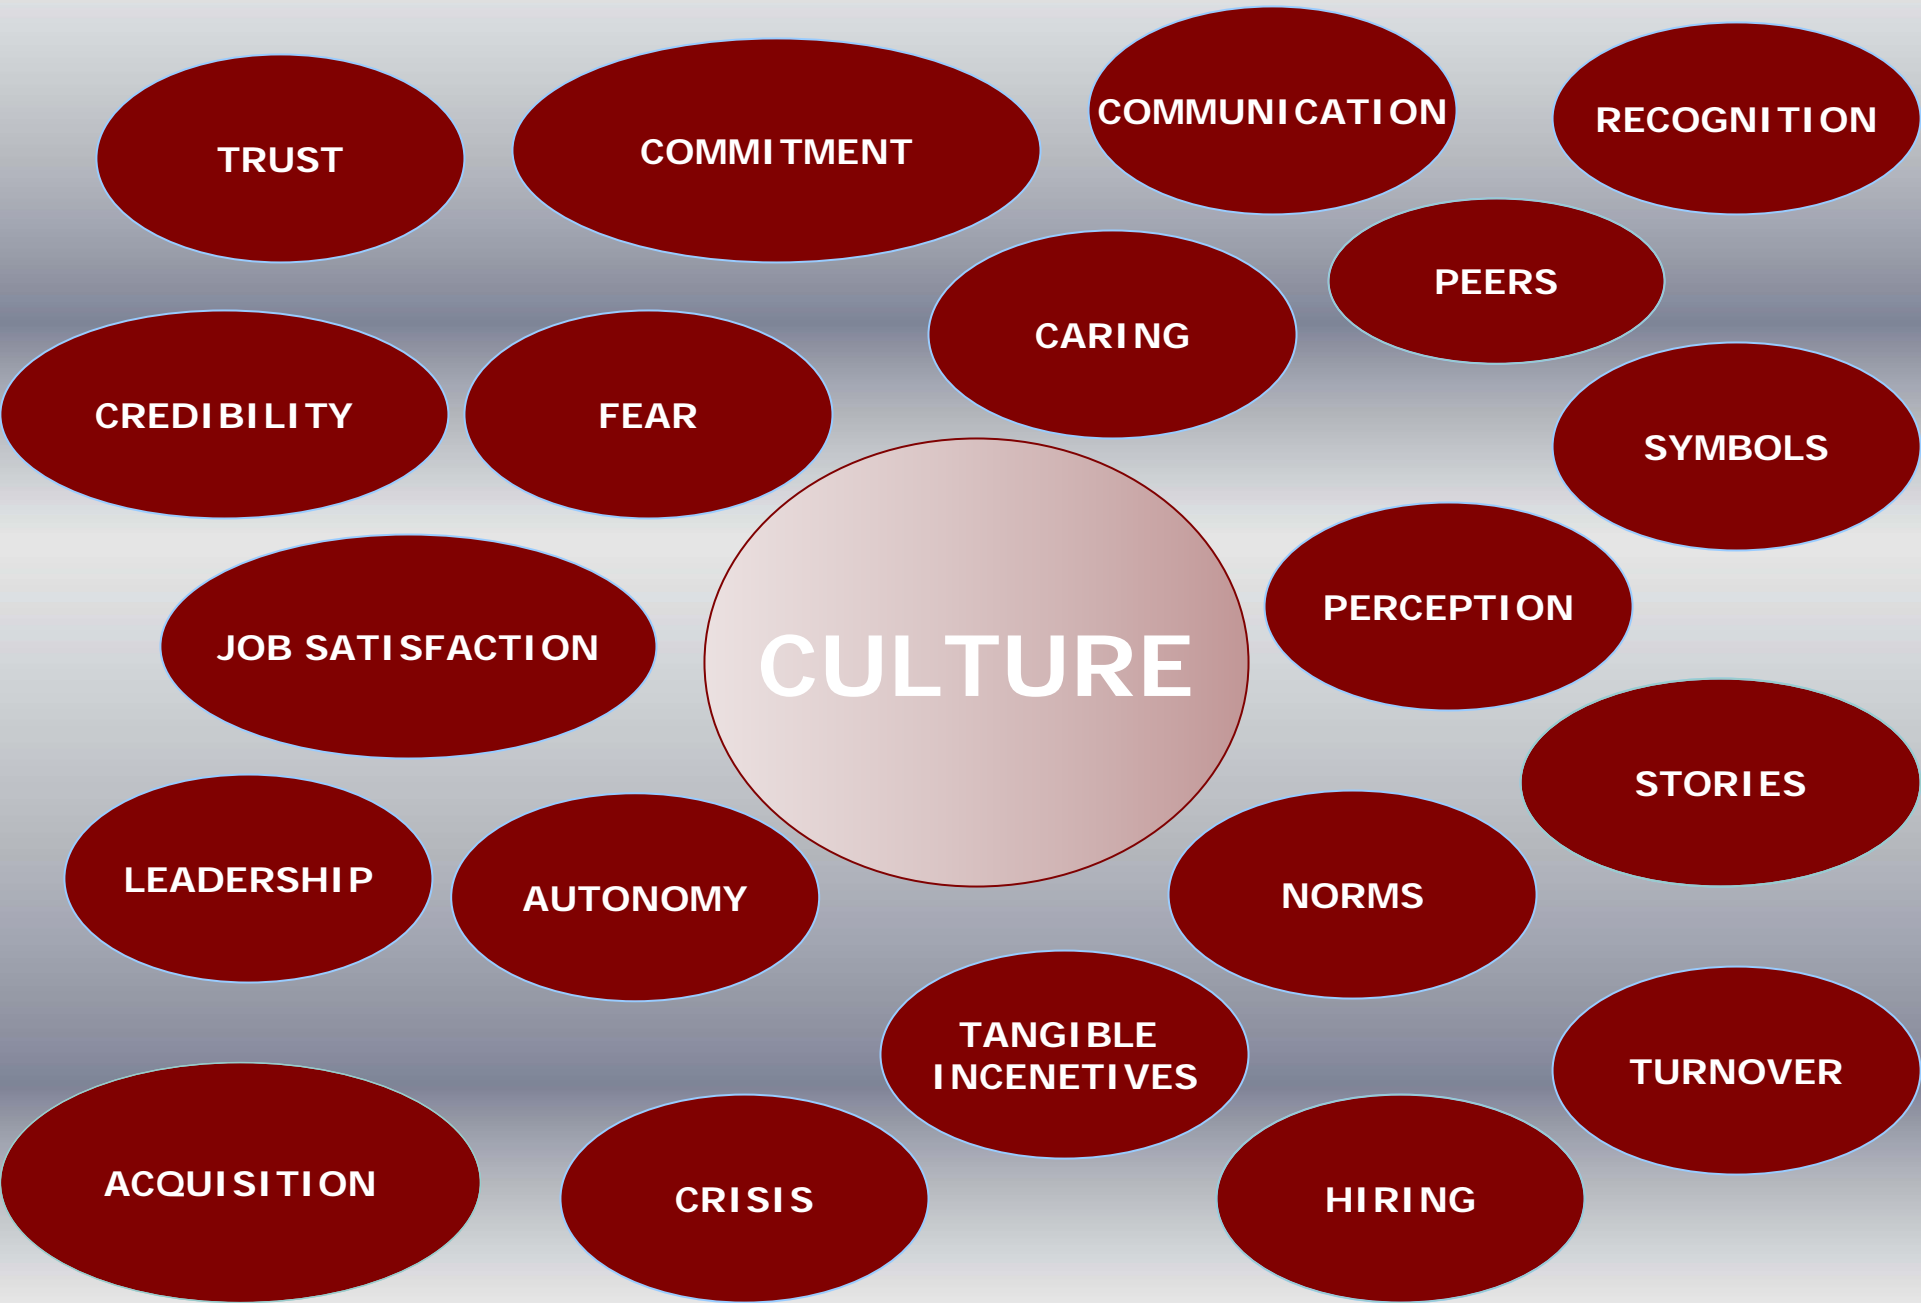 TRUST
COMMITMENT
COMMUNICATION
RECOGNITION
PEERS
CARING
CREDIBILITY
FEAR
SYMBOLS
PERCEPTION
JOB SATISFACTION
CULTURE
STORIES
LEADERSHIP
AUTONOMY
NORMS
TANGIBLE
INCENETIVES
TURNOVER
ACQUISITION
CRISIS
HIRING